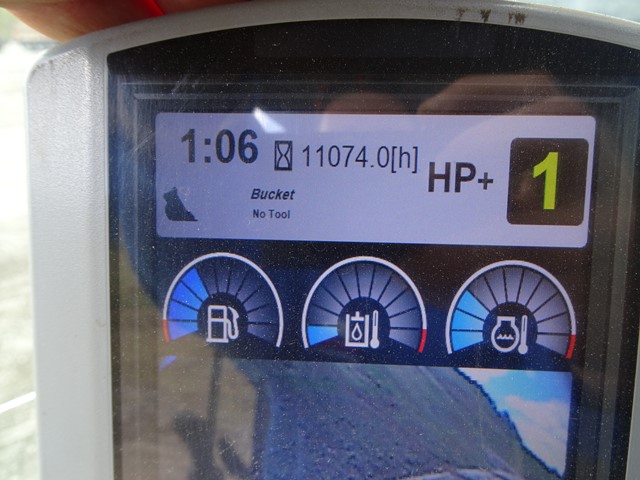 1:06 11074.0[h] HP+ 1
Bucket
No Tool